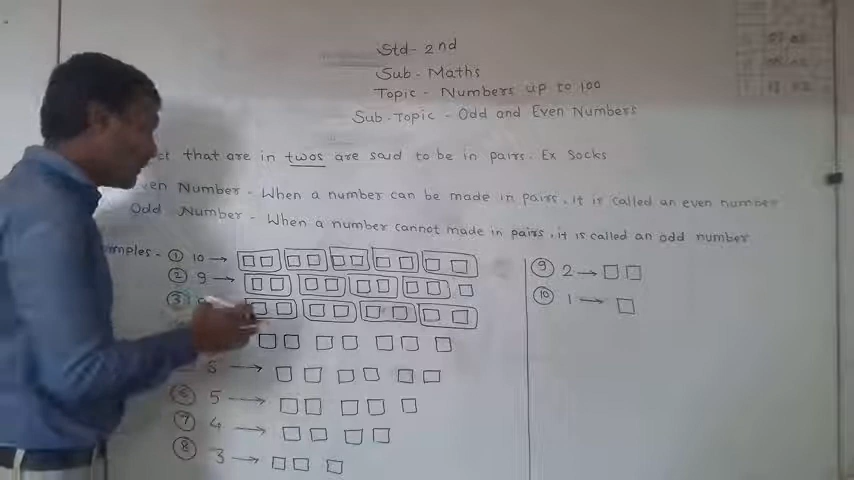 Std- 2nd
Sub- Maths
Topic - Numbers up to 100
Sub-Topic - Odd and Even Numbers
that are in twos are said to be in pairs. Ex Socks
Number - When a number can be made in pairs, it is called an even number
Odd Number - When a number cannot made in pairs, it is called an odd number
① 10 →
② 9 →
③
6 →
⑥ 5 →
⑦ 4 →
⑧ 3 →
⑨ 2 →
⑩ 1 →